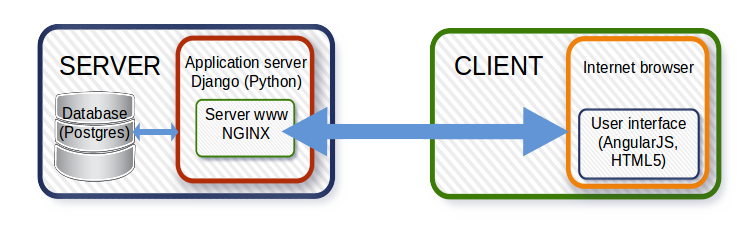 SERVER
Application server
Django (Python)
Database
(Postgres)
Server www
NGINX
CLIENT
Internet browser
User interface
(AngularJS,
HTML5)